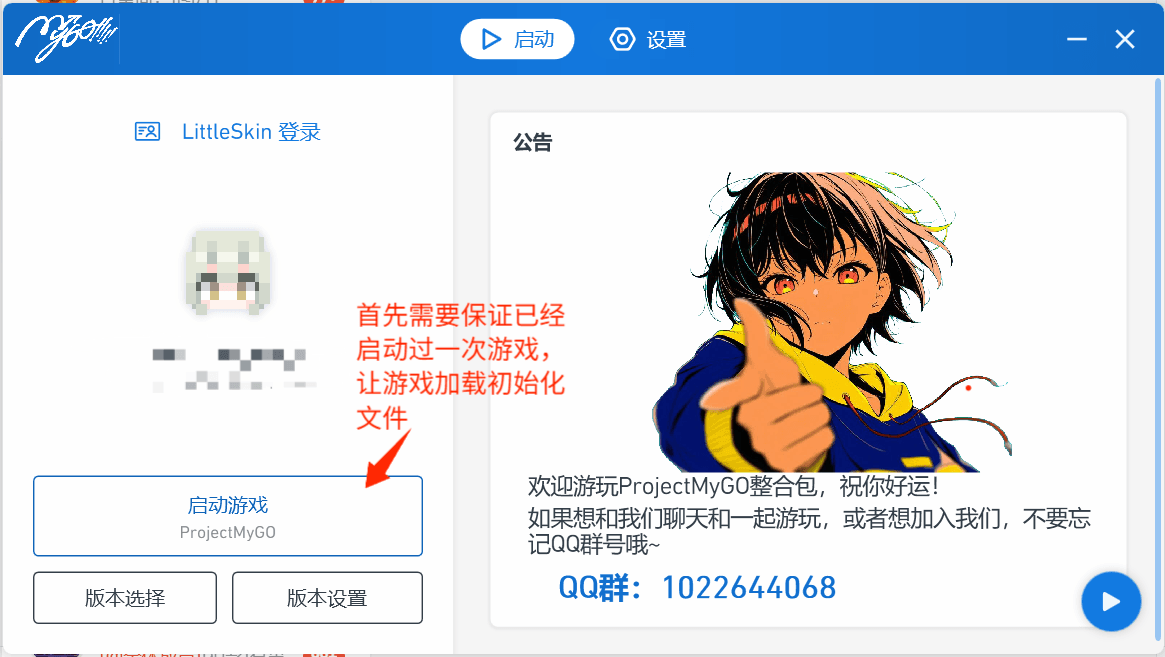 MyGO!!!!!
启动
设置
LittleSkin 登录
公告
首先需要保证已经
启动过一次游戏，
让游戏加载初始化
文件
启动游戏
ProjectMyGO
版本选择
版本设置
欢迎游玩ProjectMyGO整合包，祝你好运！
如果想和我们聊天和一起游玩，或者想加入我们，不要忘
记QQ群号哦~
QQ群：1022644068